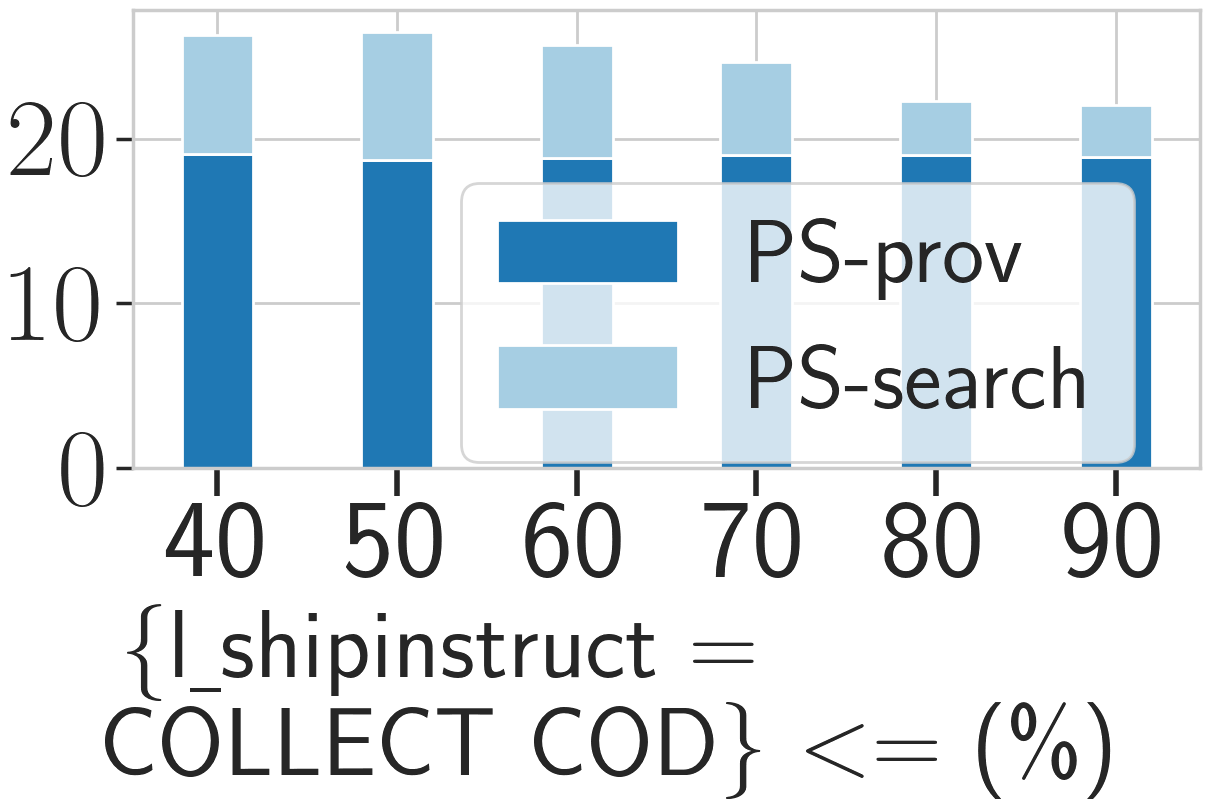 20
10
0
PS-prov
PS-search
40 50 60 70 80 90
{l_shipinstruct =
COLLECT COD} <= (%)